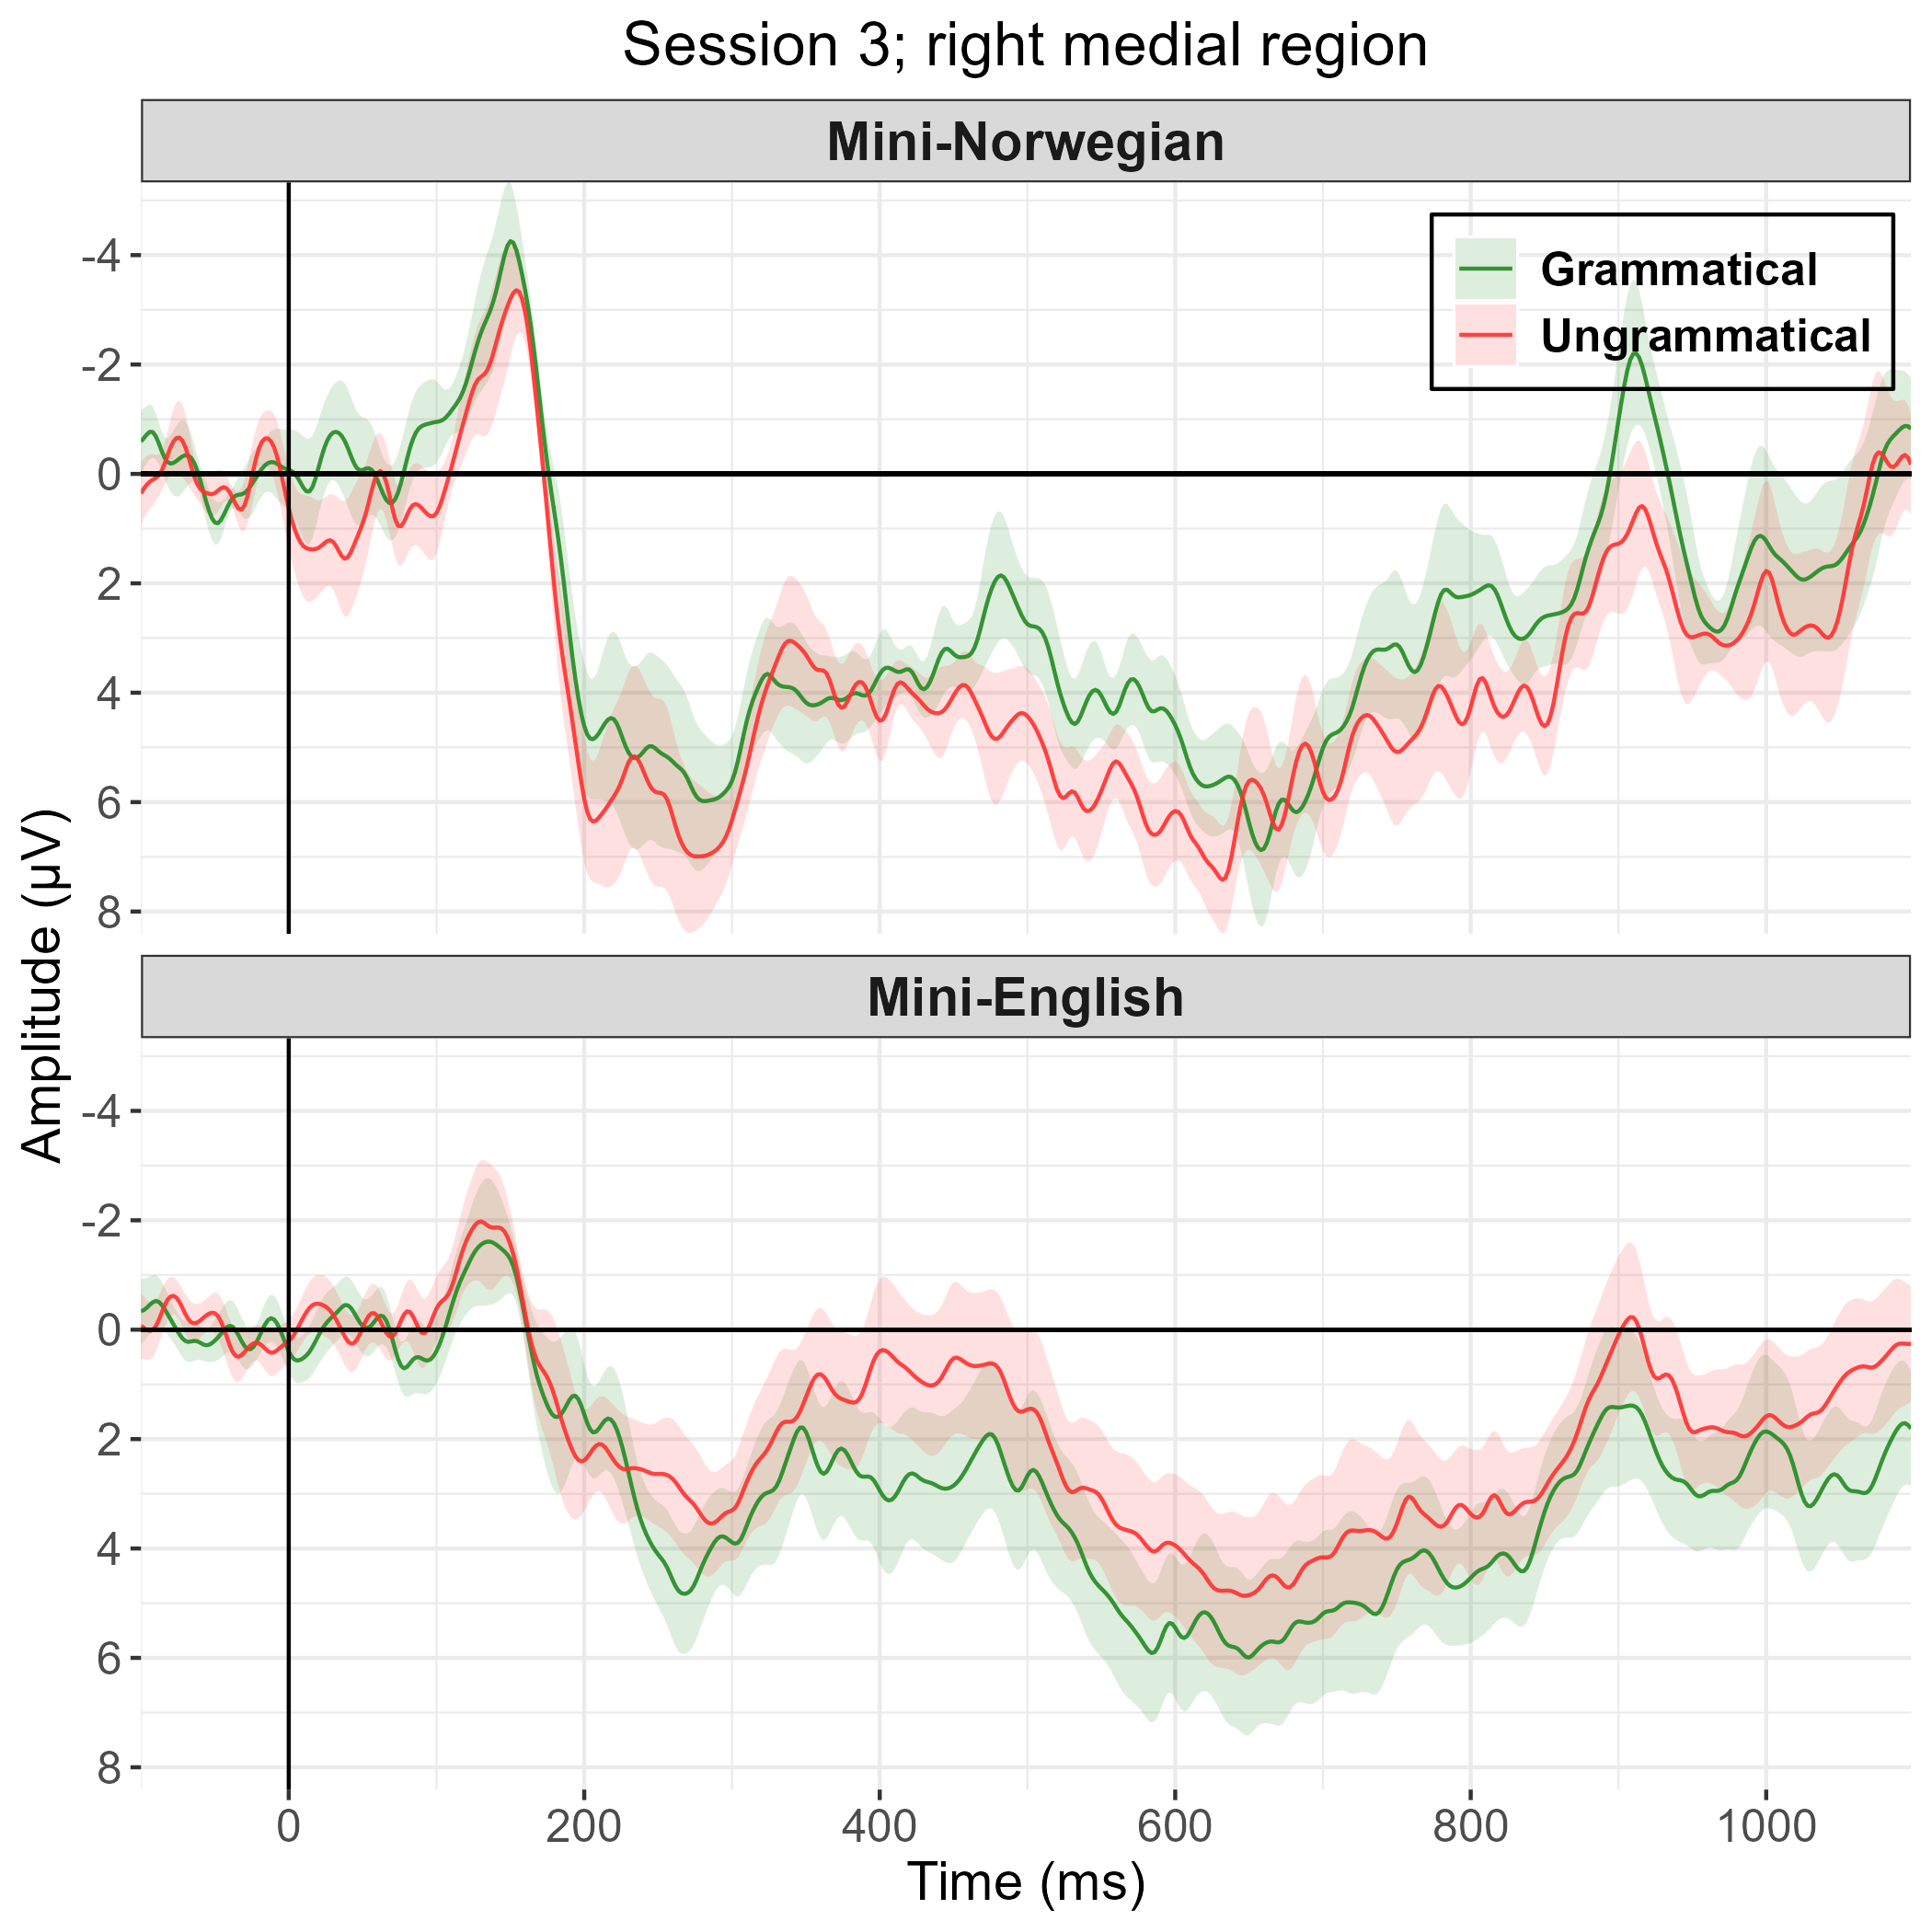 Session 3; right medial region
Mini-Norwegian
Grammatical
Ungrammatical
-4
-2
0
2
4
6
8
Amplitude (µV)
Mini-English
-4
-2
0
2
4
6
8
0 200 400 600 800 1000
Time (ms)